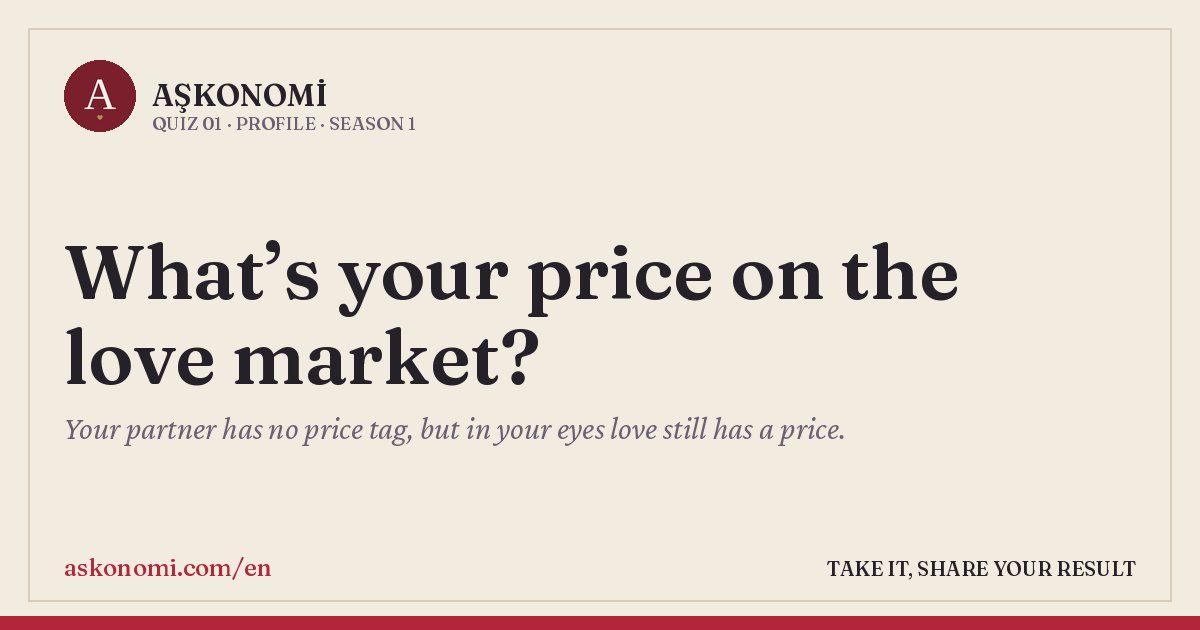 A
AŞKONOMİ
QUIZ 01 · PROFILE · SEASON 1
What’s your price on the
love market?
Your partner has no price tag, but in your eyes love still has a price.
askonomi.com/en
TAKE IT, SHARE YOUR RESULT